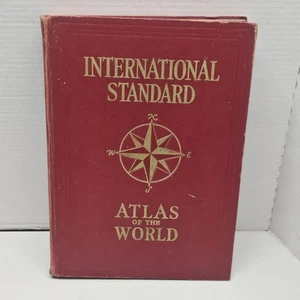 INTERNATIONAL
STANDARD
N
W E
S
ATLAS
OF THE
WORLD